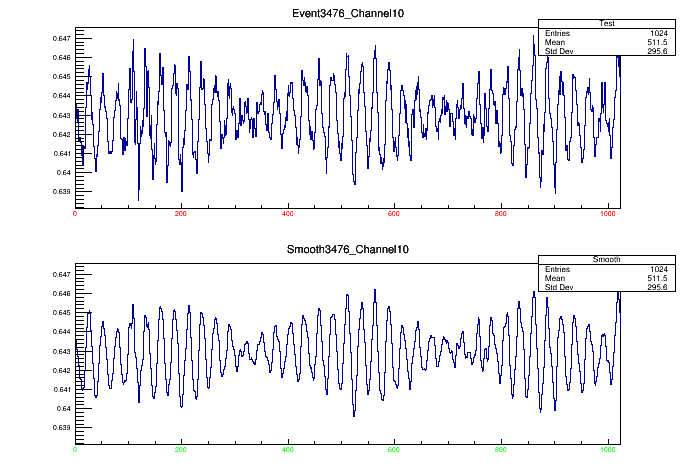 Event3476_Channel10
Test
Entries 1024
Mean 511.5
Std Dev 295.6
0.647
0.646
0.645
0.644
0.643
0.642
0.641
0.64
0.639
0 200 400 600 800 1000
Smooth3476_Channel10
Smooth
Entries 1024
Mean 511.5
Std Dev 295.6
0.647
0.646
0.645
0.644
0.643
0.642
0.641
0.64
0.639
0 200 400 600 800 1000